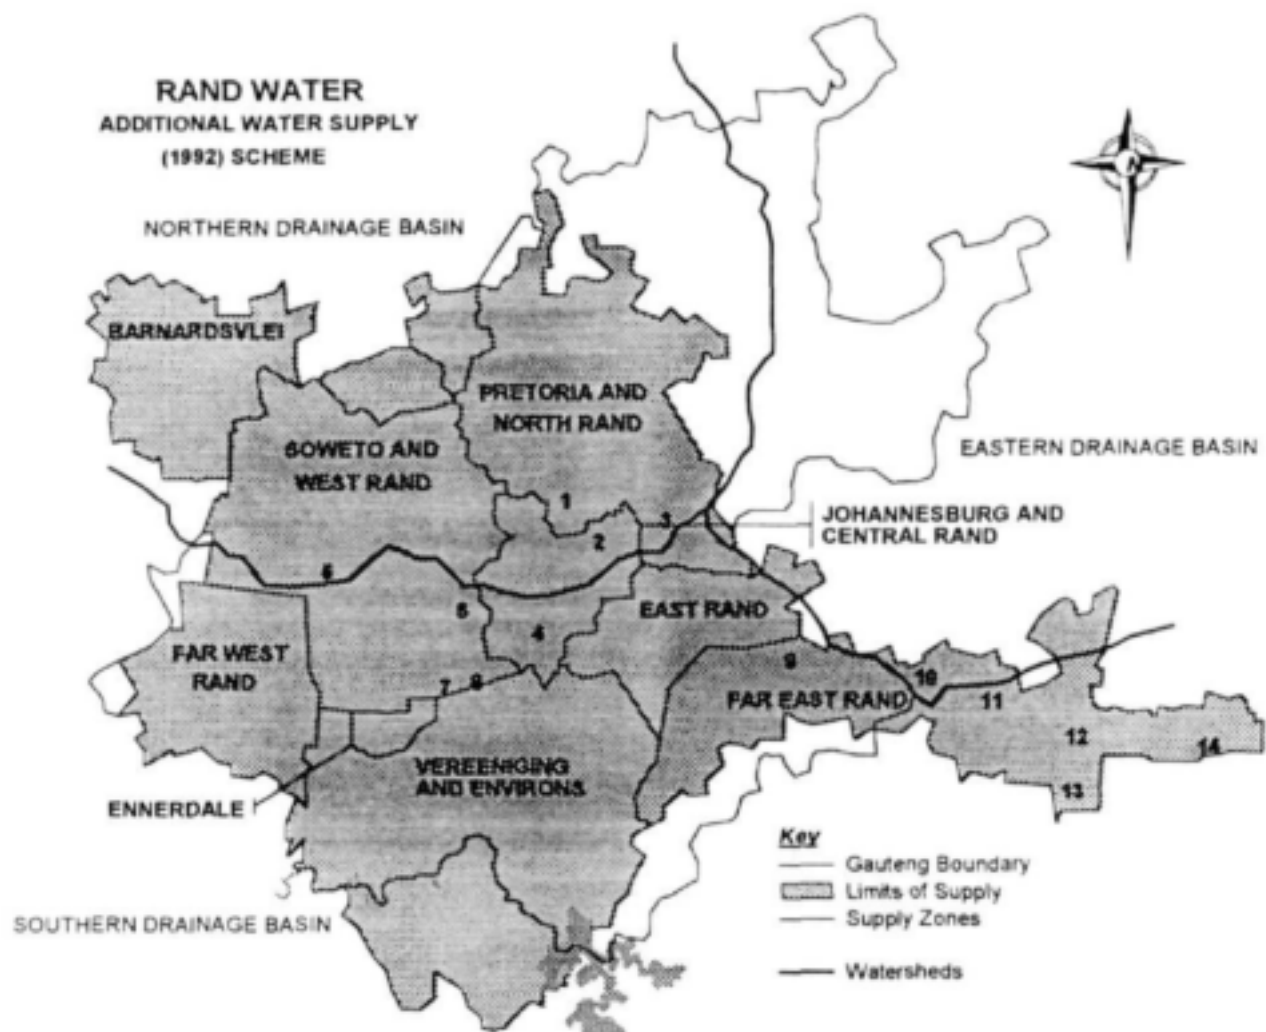 RAND WATER
ADDITIONAL WATER SUPPLY
(1992) SCHEME
N
NORTHERN DRAINAGE BASIN
BARNARDSVLEI
PRETORIA AND
NORTH RAND
SOWETO AND
WEST RAND
EASTERN DRAINAGE BASIN
1
2
3
JOHANNESBURG AND
CENTRAL RAND
5
4
EAST RAND
FAR WEST
RAND
7
9
10
FAR EAST RAND
11
12
14
13
VEREENIGING
AND ENVIRONS
ENNERDALE
SOUTHERN DRAINAGE BASIN
Key
Gauteng Boundary
Limits of Supply
Supply Zones
Watersheds